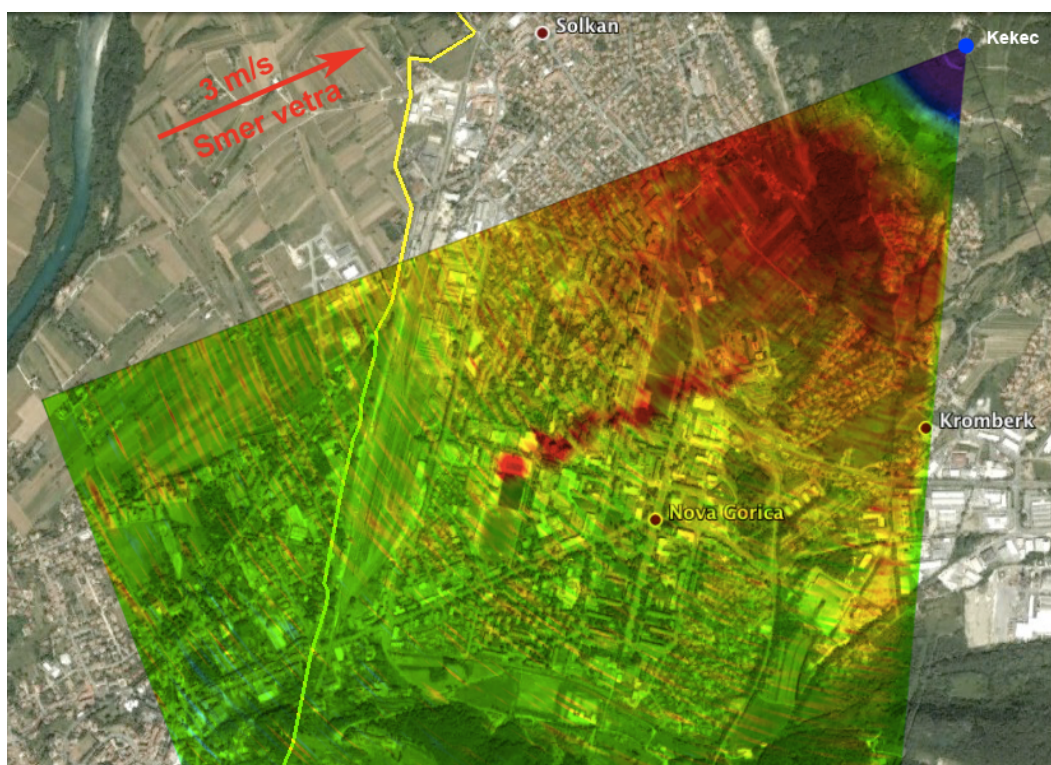 Solkan
Kekec
3 m/s
Smer vetra
Kromberk
Nova Gorica